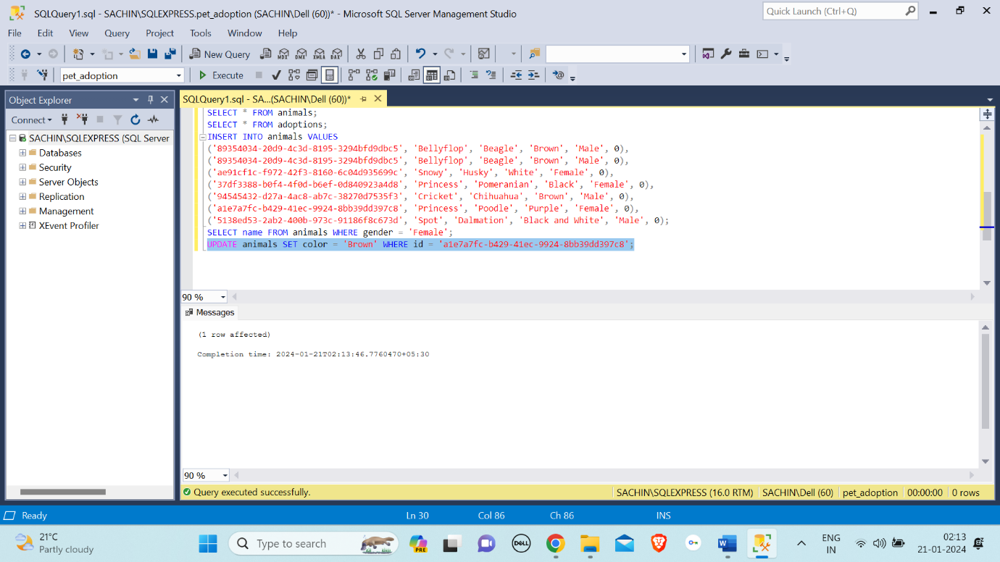 SQLQuery1.sql - SACHIN\SQLEXPRESS.pet_adoption (SACHIN\Dell (60))* - Microsoft SQL Server Management Studio
Quick Launch (Ctrl+Q)
File Edit View Query Project Tools Window Help
New Query MDX DMX XMLA DAX
pet_adoption Execute
Object Explorer
SQLQuery1.sql - SA...(SACHIN\Dell (60))*
Connect
SACHIN\SQLEXPRESS (SQL Server
Databases
Security
Server Objects
Replication
Management
XEvent Profiler
SELECT * FROM animals;
SELECT * FROM adoptions;
INSERT INTO animals VALUES
('89354034-20d9-4c3d-8195-3294bfd9dbc5', 'Bellyflop', 'Beagle', 'Brown', 'Male', 0),
('89354034-20d9-4c3d-8195-3294bfd9dbc5', 'Bellyflop', 'Beagle', 'Brown', 'Male', 0),
('ae91cf1c-f972-42f3-8160-6c04d935699c', 'Snowy', 'Husky', 'White', 'Female', 0),
('37df3388-b0f4-4f0d-b6ef-0d840923a4d8', 'Princess', 'Pomeranian', 'Black', 'Female', 0),
('94545432-d27a-4ac8-ab7c-38270d7535f3', 'Cricket', 'Chihuahua', 'Brown', 'Male', 0),
('a1e7a7fc-b429-41ec-9924-8bb39dd397c8', 'Princess', 'Poodle', 'Purple', 'Female', 0),
('5138ed53-2ab2-400b-973c-91186f8c673d', 'Spot', 'Dalmation', 'Black and White', 'Male', 0);
SELECT name FROM animals WHERE gender = 'Female';
UPDATE animals SET color = 'Brown' WHERE id = 'a1e7a7fc-b429-41ec-9924-8bb39dd397c8';
90 %
Messages
(1 row affected)
Completion time: 2024-01-21T02:13:46.7760470+05:30
90 %
Query executed successfully.
SACHIN\SQLEXPRESS (16.0 RTM) SACHIN\Dell (60) pet_adoption 00:00:00 0 rows
Ready Ln 30 Col 86 Ch 86 INS
21°C
Partly cloudy
Type to search
PRE
DELL
ENG
IN
02:13
21-01-2024